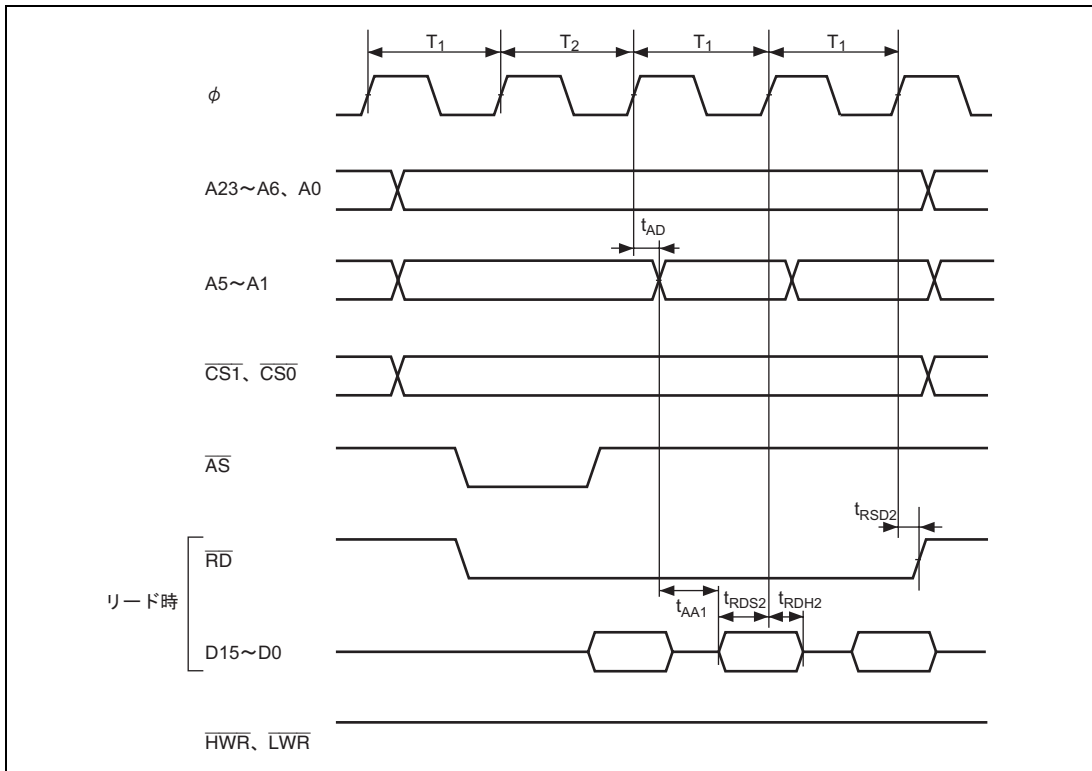 T1 T2 T1 T1
φ
A23～A6、A0
tAD
A5～A1
CS1、CS0
AS
tRSD2
RD
リード時
tAA1 tRDS2 tRDH2
D15～D0
HWR、LWR